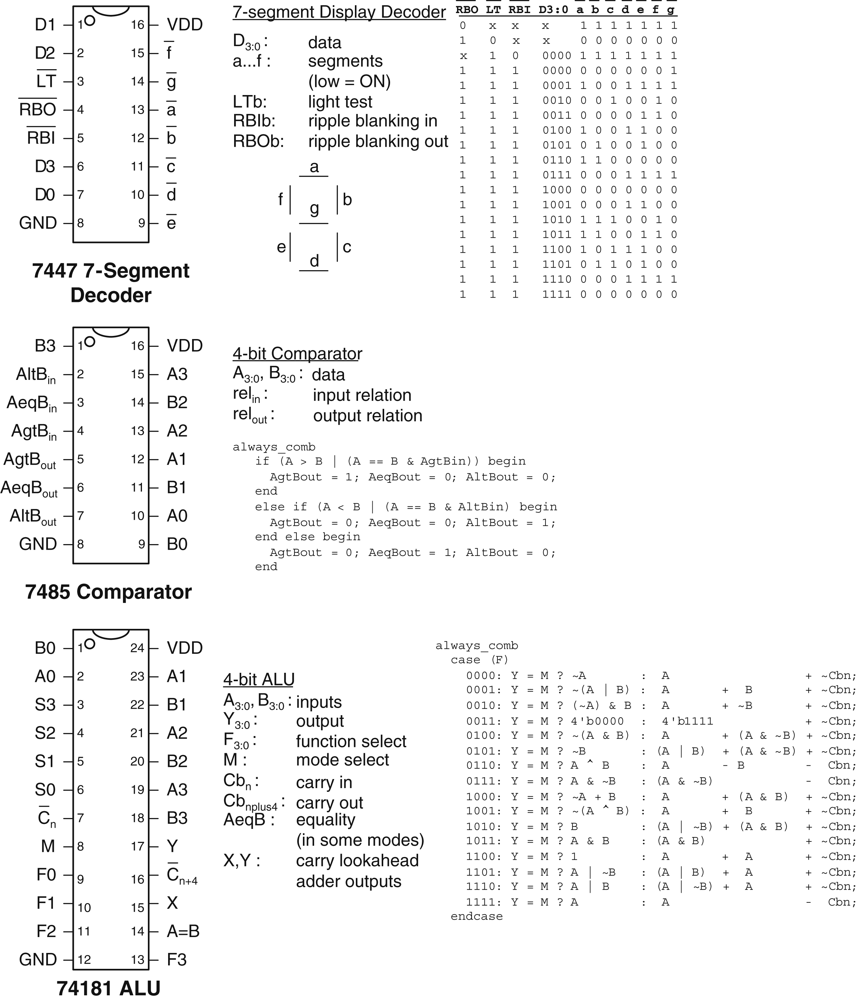 7-segment Display Decoder
D3:0 : data
a...f : segments
(low = ON)
LTb: light test
RBIb: ripple blanking in
RBOb: ripple blanking out
D1 1 16 VDD
D2 2 15 f
LT 3 14 g
RBO 4 13 a
RBI 5 12 b
D3 6 11 c
D0 7 10 d
GND 8 9 e
7447 7-Segment
Decoder
a
f b
g
e c
d
RBO LT RBI D3:0 a b c d e f g
0 x x x 1 1 1 1 1 1 1
1 0 x x 0 0 0 0 0 0 0
x 1 0 0000 1 1 1 1 1 1 1
1 1 1 0000 0 0 0 0 0 0 1
1 1 1 0001 1 0 0 1 1 1 1
1 1 1 0010 0 0 1 0 0 1 0
1 1 1 0011 0 0 0 0 1 1 0
1 1 1 0100 1 0 0 1 1 0 0
1 1 1 0101 0 1 0 0 1 0 0
1 1 1 0110 1 1 0 0 0 0 0
1 1 1 0111 0 0 0 1 1 1 1
1 1 1 1000 0 0 0 0 0 0 0
1 1 1 1001 0 0 0 1 1 0 0
1 1 1 1010 1 1 1 0 0 1 0
1 1 1 1011 1 1 0 0 1 1 0
1 1 1 1100 1 0 1 1 1 0 0
1 1 1 1101 0 1 1 0 1 0 0
1 1 1 1110 0 0 0 1 1 1 1
1 1 1 1111 0 0 0 0 0 0 0
B3 1 16 VDD
AltBin 2 15 A3
AeqBin 3 14 B2
AgtBin 4 13 A2
AgtBout 5 12 A1
AeqBout 6 11 B1
AltBout 7 10 A0
GND 8 9 B0
7485 Comparator
4-bit Comparator
A3:0, B3:0 : data
relin : input relation
relout : output relation
always_comb
if (A > B | (A == B & AgtBin)) begin
AgtBout = 1; AeqBout = 0; AltBout = 0;
end
else if (A < B | (A == B & AltBin) begin
AgtBout = 0; AeqBout = 0; AltBout = 1;
end else begin
AgtBout = 0; AeqBout = 1; AltBout = 0;
end
B0 1 24 VDD
A0 2 23 A1
S3 3 22 B1
S2 4 21 A2
S1 5 20 B2
S0 6 19 A3
Cn 7 18 B3
M 8 17 Y
F0 9 16 Cn+4
F1 10 15 X
F2 11 14 A=B
GND 12 13 F3
74181 ALU
4-bit ALU
A3:0, B3:0 : inputs
Y3:0 : output
F3:0 : function select
M : mode select
Cbn : carry in
Cbnplus4 : carry out
AeqB : equality
(in some modes)
X,Y : carry lookahead
adder outputs
always_comb
case (F)
0000: Y = M ? ~A : A + ~Cbn;
0001: Y = M ? ~(A | B) : A + B + ~Cbn;
0010: Y = M ? (~A) & B : A + ~B + ~Cbn;
0011: Y = M ? 4'b0000 : 4'b1111 + ~Cbn;
0100: Y = M ? ~(A & B) : A + (A & ~B) + ~Cbn;
0101: Y = M ? ~B : (A | B) + (A & ~B) + ~Cbn;
0110: Y = M ? A ^ B : A - B - Cbn;
0111: Y = M ? A & ~B : (A & ~B) - Cbn;
1000: Y = M ? ~A + B : A + (A & B) + ~Cbn;
1001: Y = M ? ~(A ^ B) : A + B + ~Cbn;
1010: Y = M ? B : (A | ~B) + (A & B) + ~Cbn;
1011: Y = M ? A & B : (A & B) + ~Cbn;
1100: Y = M ? 1 : A + A + ~Cbn;
1101: Y = M ? A | ~B : (A | B) + A + ~Cbn;
1110: Y = M ? A | B : (A | ~B) + A + ~Cbn;
1111: Y = M ? A : A - Cbn;
endcase